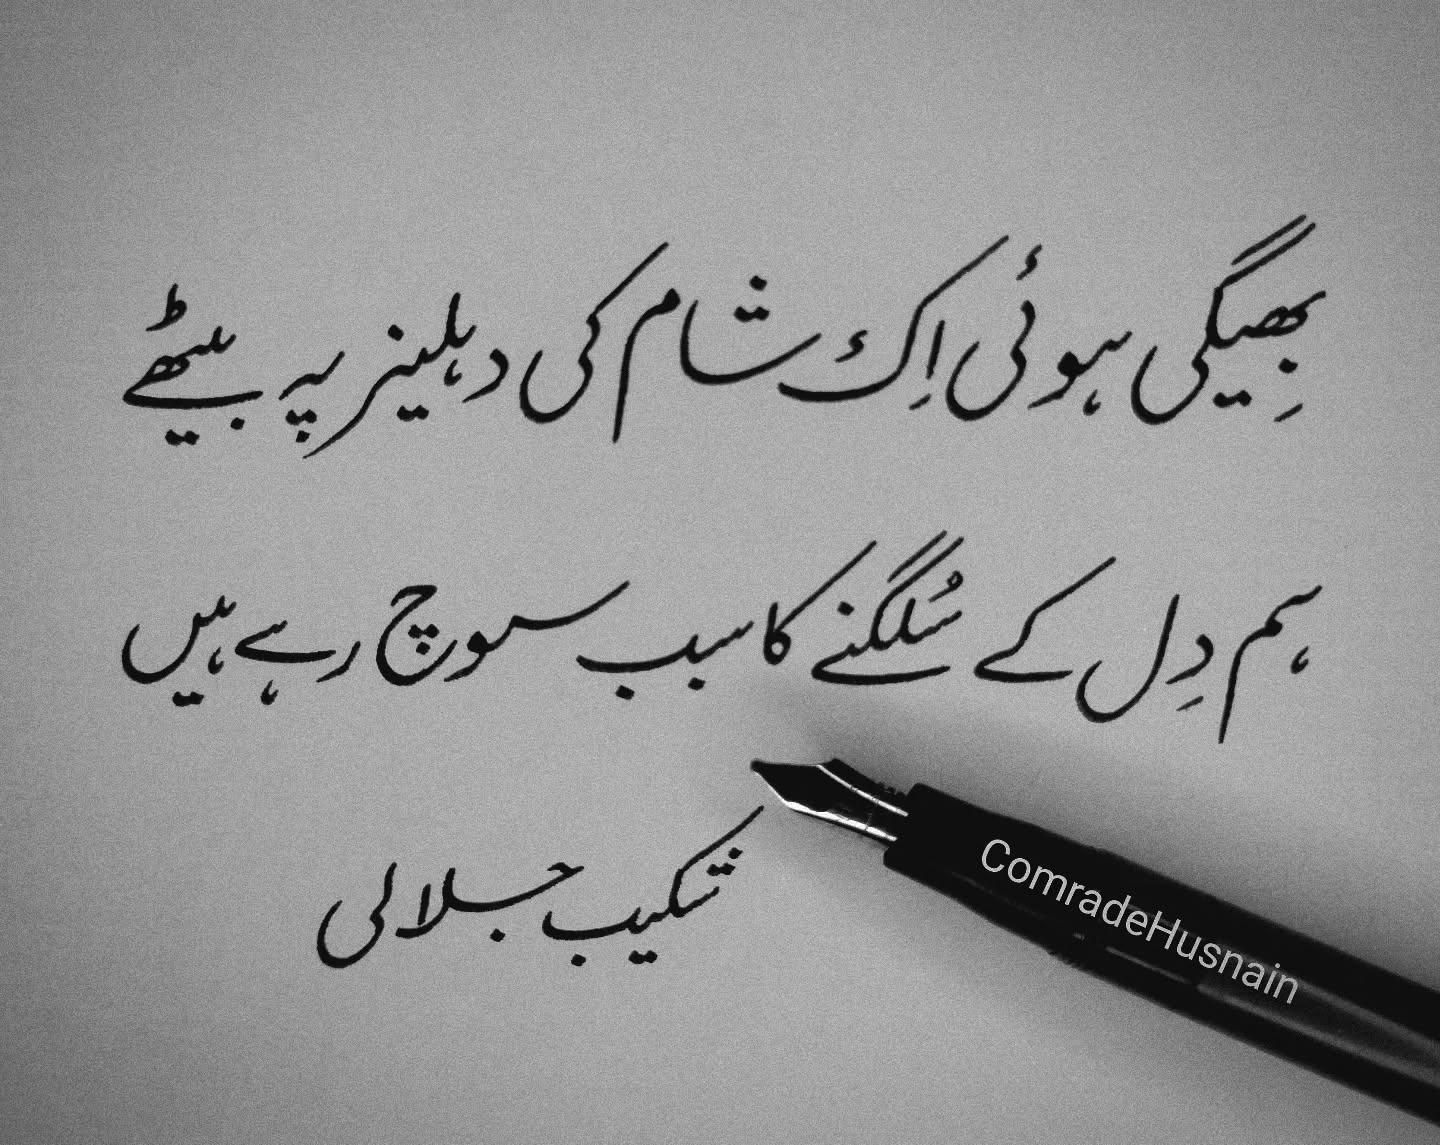 بِھیگی ہوئی اِک شام کی دہلیز پہ بیٹھے
ہم دِل کے سُلگنے کا سبب سوچ رہے ہیں
شکیب جلالی
ComradeHusnain